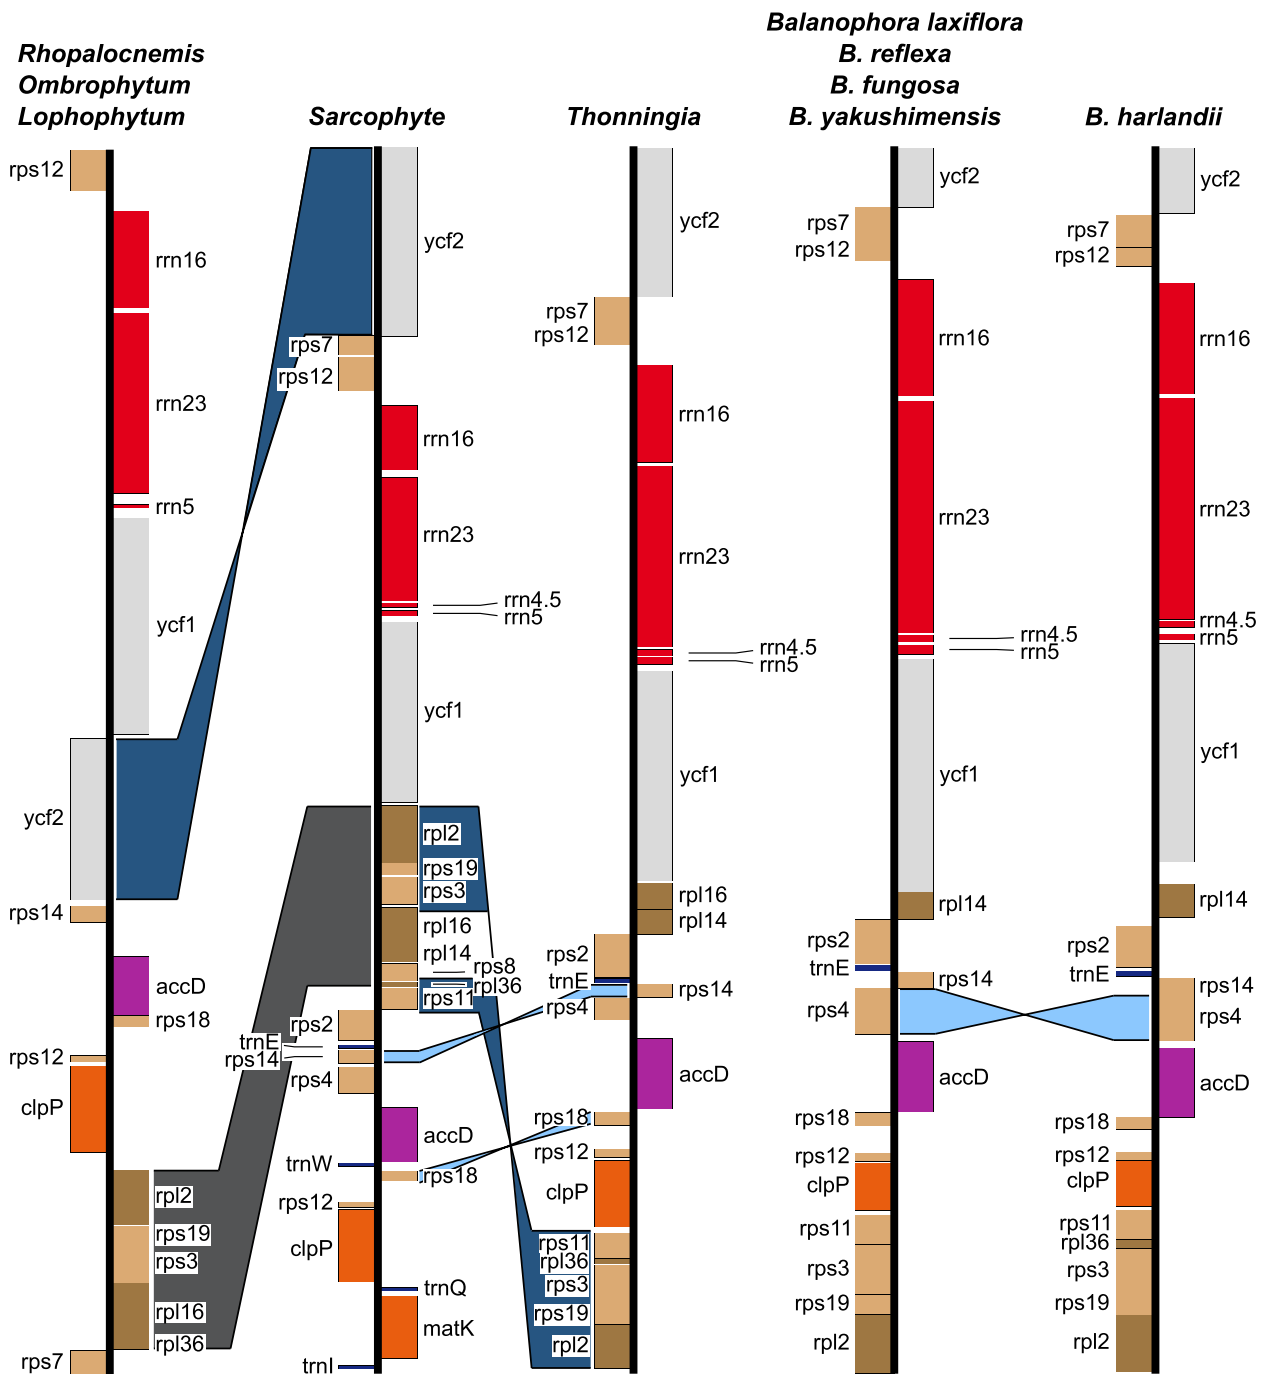 Rhopalocnemis
Ombrophytum
Lophophytum
rps12
rrn16
rrn23
rrn5
ycf1
ycf2
rps14
accD
rps18
rps12
clpP
rpl2
rps19
rps3
rpl16
rpl36
rps7
Sarcophyte
ycf2
rps7
rps12
rrn16
rrn23
rrn4.5
rrn5
ycf1
rpl2
rps19
rps3
rpl16
rpl14
rps8
rpl36
rps11
rps2
trnE
rps14
rps4
accD
trnW
rps18
rps12
clpP
trnQ
matK
trnI
Thonningia
ycf2
rps7
rps12
rrn16
rrn23
rrn4.5
rrn5
ycf1
rpl16
rpl14
rps2
trnE
rps14
rps4
accD
rps18
rps12
clpP
rps11
rpl36
rps3
rps19
rpl2
Balanophora laxiflora
B. reflexa
B. fungosa
B. yakushimensis
ycf2
rps7
rps12
rrn16
rrn23
rrn4.5
rrn5
ycf1
rpl14
rps2
trnE
rps14
rps4
accD
rps18
rps12
clpP
rps11
rps3
rps19
rpl2
B. harlandii
ycf2
rps7
rps12
rrn16
rrn23
rrn4.5
rrn5
ycf1
rpl14
rps2
trnE
rps14
rps4
accD
rps18
rps12
clpP
rps11
rpl36
rps3
rps19
rpl2